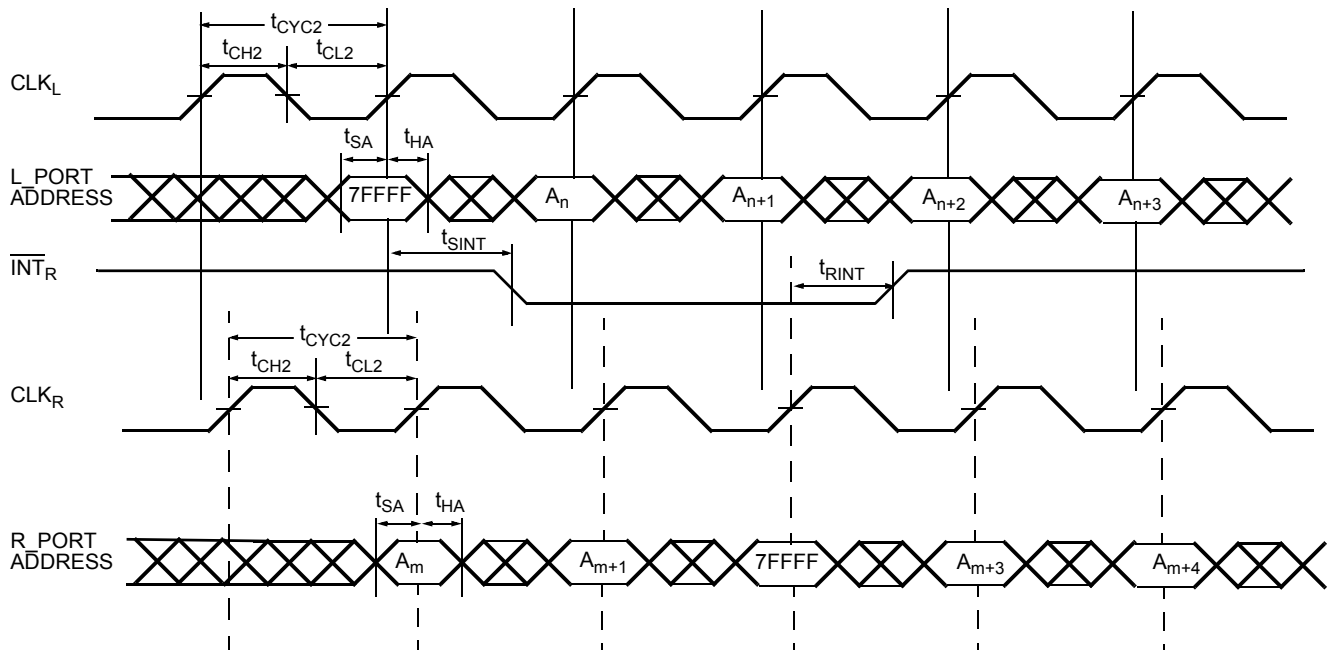 tCYC2
tCH2 tCL2
CLKL
tSA tHA
L_PORT
ADDRESS
7FFFF An An+1 An+2 An+3
tSINT
INTR
tRINT
tCYC2
tCH2 tCL2
CLKR
tSA tHA
R_PORT
ADDRESS
Am Am+1 7FFFF Am+3 Am+4